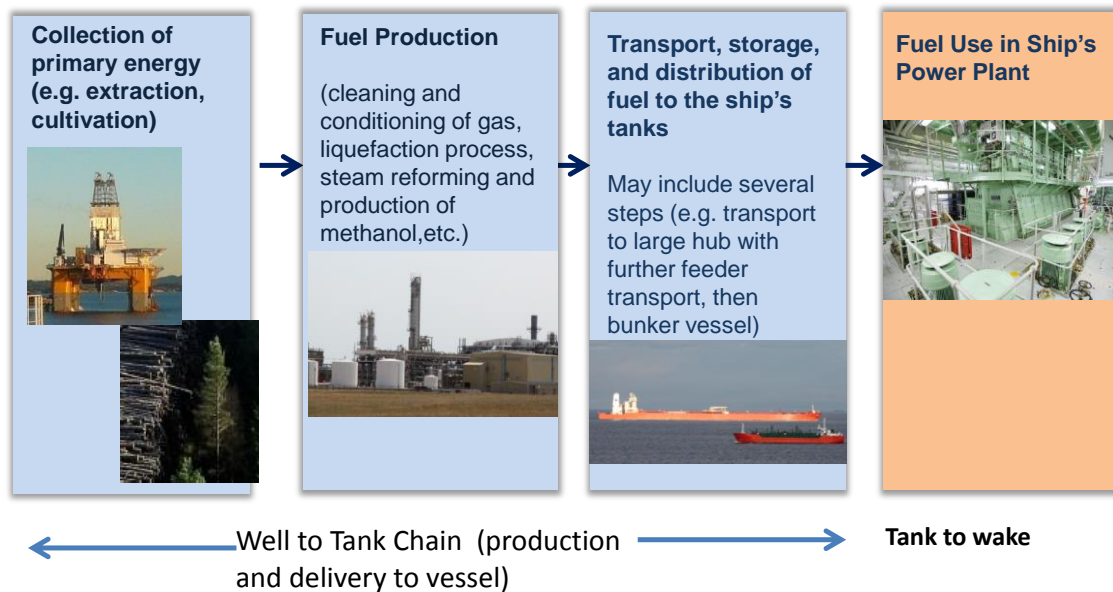 Collection of
primary energy
(e.g. extraction,
cultivation)
Fuel Production
(cleaning and
conditioning of gas,
liquefaction process,
steam reforming and
production of
methanol,etc.)
Transport, storage,
and distribution of
fuel to the ship's
tanks
May include several
steps (e.g. transport
to large hub with
further feeder
transport, then
bunker vessel)
Fuel Use in Ship's
Power Plant
Well to Tank Chain (production
and delivery to vessel)
Tank to wake